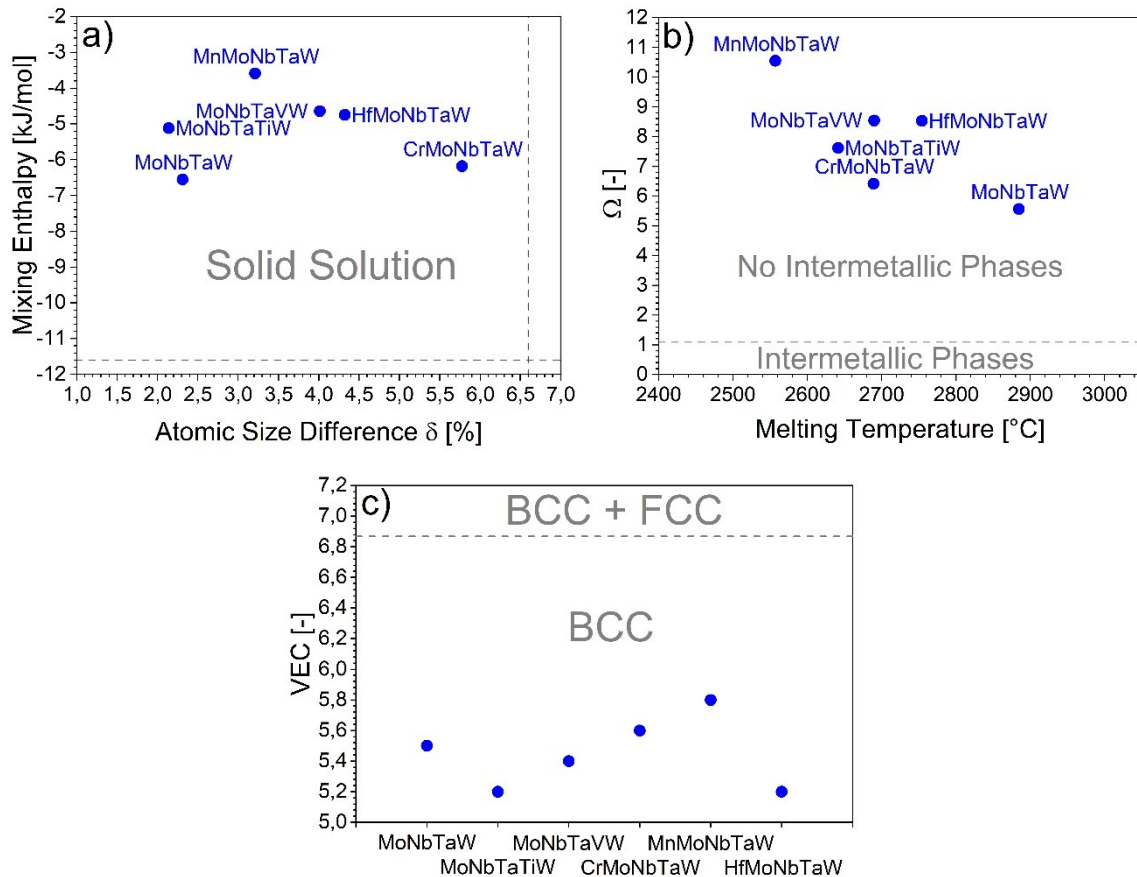 a)
Mixing Enthalpy [kJ/mol]
-2
-3
-4
-5
-6
-7
-8
-9
-10
-11
-12
MnMoNbTaW
MoNbTaVW
HfMoNbTaW
MoNbTaTiW
CrMoNbTaW
MoNbTaW
Solid Solution
1,0 1,5 2,0 2,5 3,0 3,5 4,0 4,5 5,0 5,5 6,0 6,5 7,0
Atomic Size Difference δ [%]
b)
Ω [-]
12
11
10
9
8
7
6
5
4
3
2
1
0
MnMoNbTaW
MoNbTaVW
HfMoNbTaW
MoNbTaTiW
CrMoNbTaW
MoNbTaW
No Intermetallic Phases
Intermetallic Phases
2400 2500 2600 2700 2800 2900 3000
Melting Temperature [°C]
c)
VEC [-]
7,2
7,0
6,8
6,6
6,4
6,2
6,0
5,8
5,6
5,4
5,2
5,0
BCC + FCC
BCC
MoNbTaW MoNbTaVW MnMoNbTaW
MoNbTaTiW CrMoNbTaW HfMoNbTaW